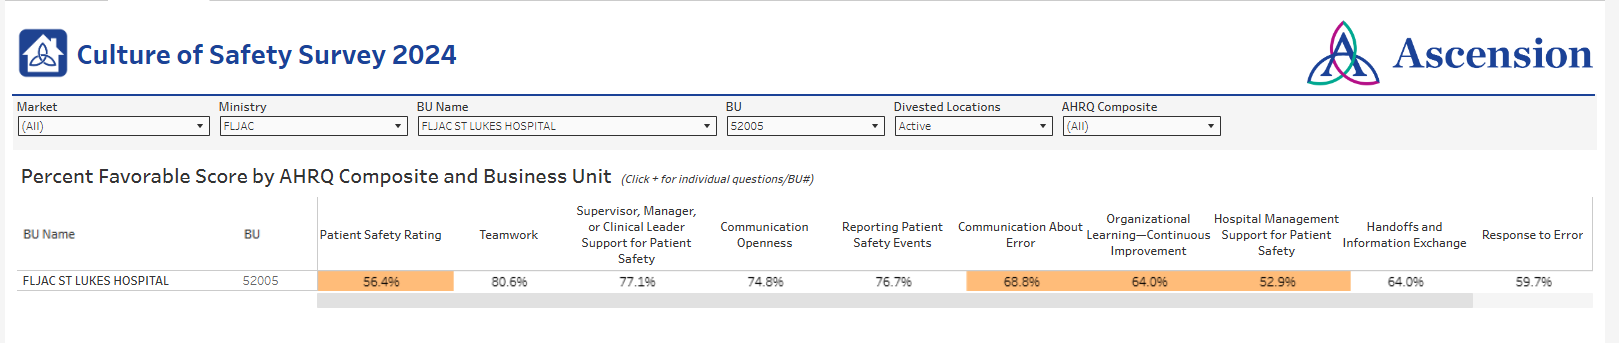 Culture of Safety Survey 2024
Ascension
Market
Ministry
BU Name
BU
Divested Locations
AHRQ Composite
(All)
FLJAC
FLJAC ST LUKES HOSPITAL
52005
Active
(All)
Percent Favorable Score by AHRQ Composite and Business Unit (Click + for individual questions/BU#)
BU Name
BU
Patient Safety Rating
Teamwork
Supervisor, Manager,
or Clinical Leader
Support for Patient
Safety
Communication
Openness
Reporting Patient
Safety Events
Communication About
Error
Organizational
Learning—Continuous
Improvement
Hospital Management
Support for Patient
Safety
Handoffs and
Information Exchange
Response to Error
FLJAC ST LUKES HOSPITAL 52005 56.4% 80.6% 77.1% 74.8% 76.7% 68.8% 64.0% 52.9% 64.0% 59.7%